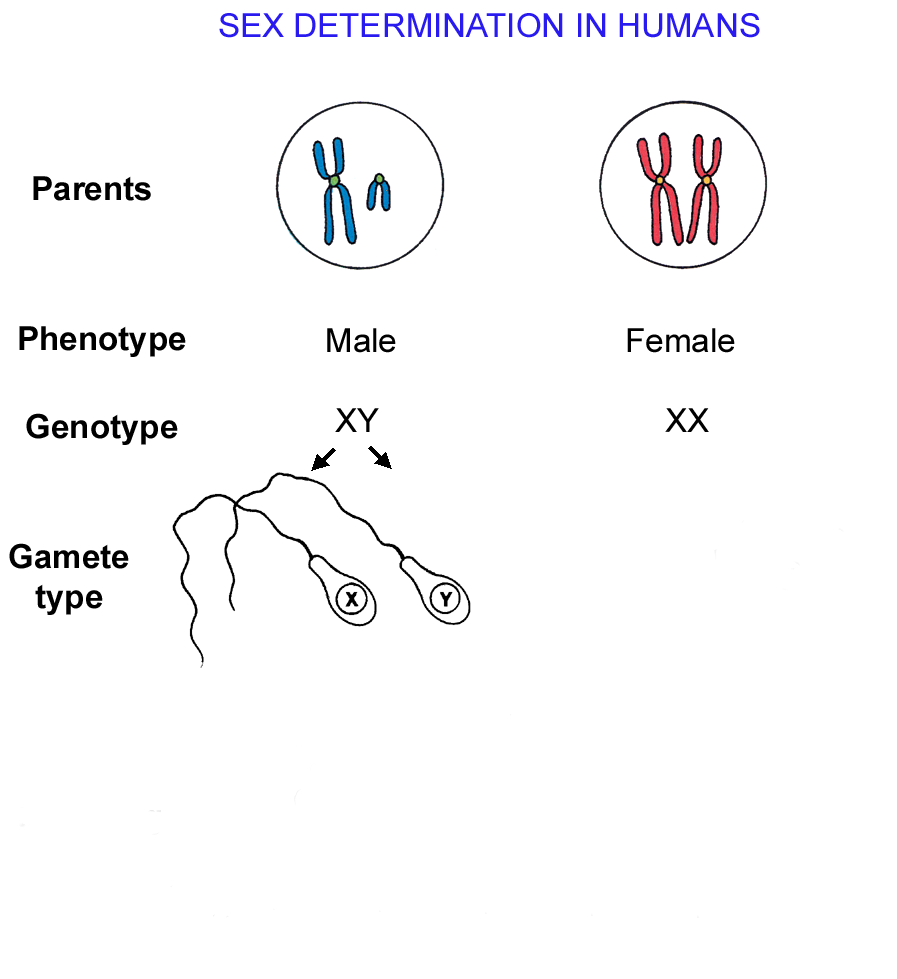 SEX DETERMINATION IN HUMANS
Parents
Phenotype Male Female
Genotype XY XX
Gamete
type
X Y